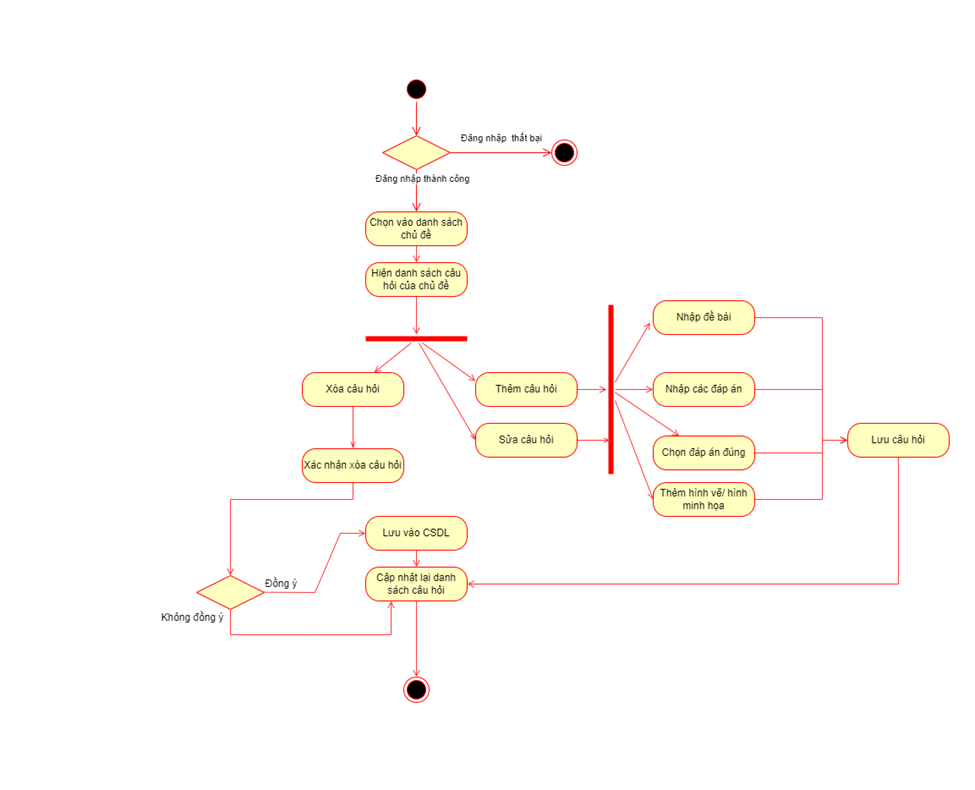 Đăng nhập thất bại
Đăng nhập thành công
Chọn vào danh sách
chủ đề
Hiện danh sách câu
hỏi của chủ đề
Nhập đề bài
Xóa câu hỏi
Thêm câu hỏi
Nhập các đáp án
Sửa câu hỏi
Lưu câu hỏi
Chọn đáp án đúng
Xác nhận xóa câu hỏi
Thêm hình vẽ/ hình
minh họa
Lưu vào CSDL
Cập nhật lại danh
sách câu hỏi
Đồng ý
Không đồng ý